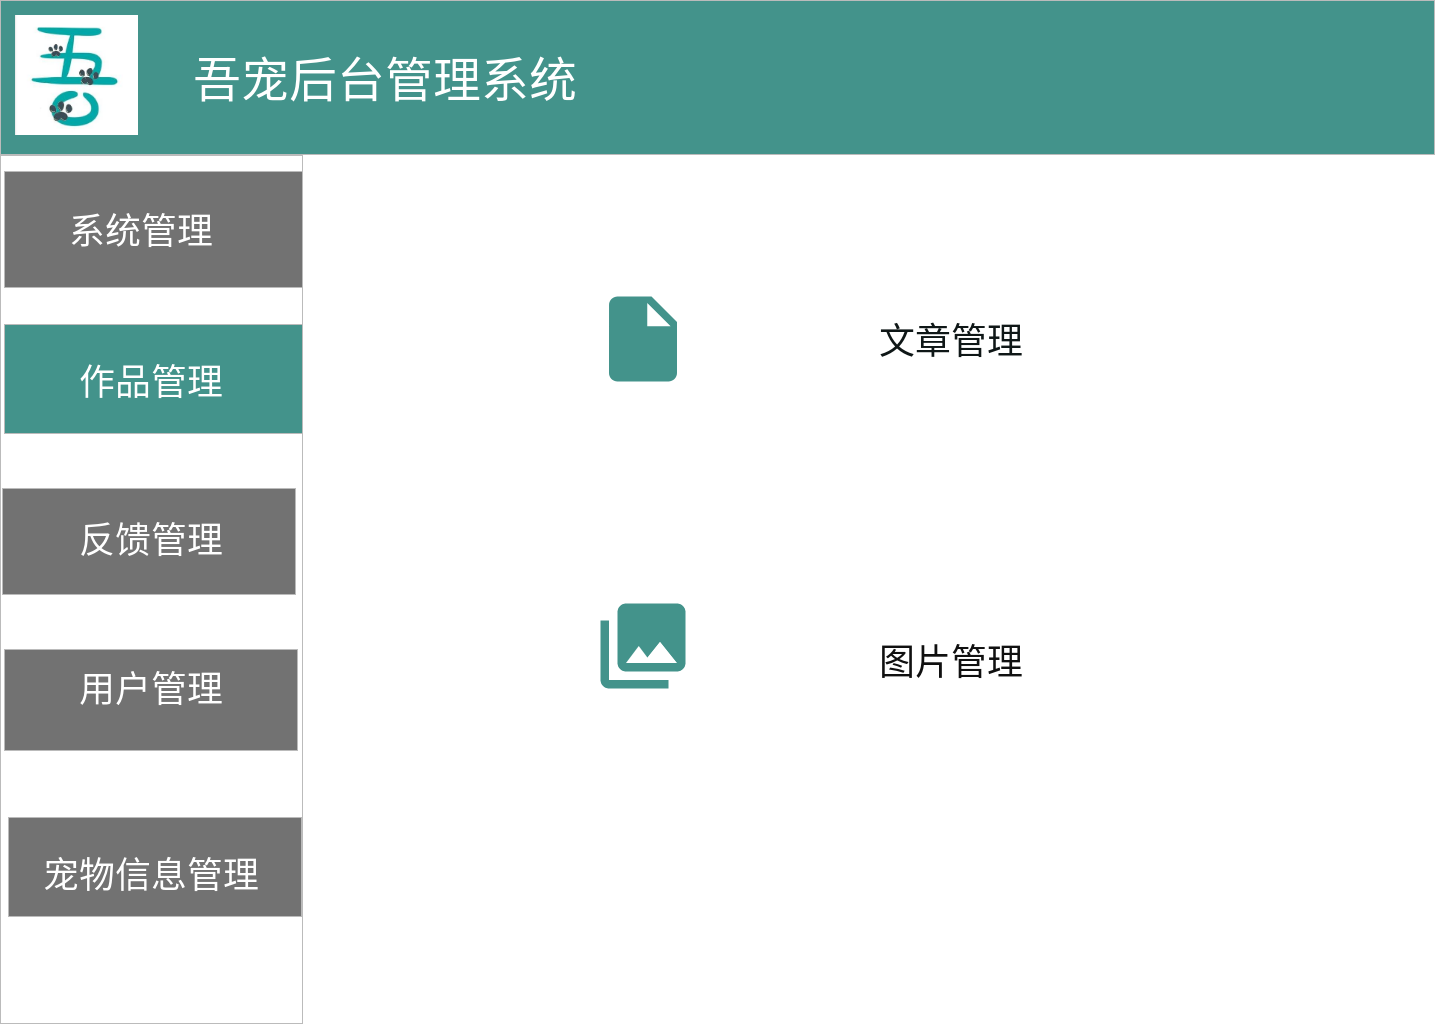 吾
吾宠后台管理系统
系统管理
作品管理
反馈管理
用户管理
宠物信息管理
文章管理
图片管理